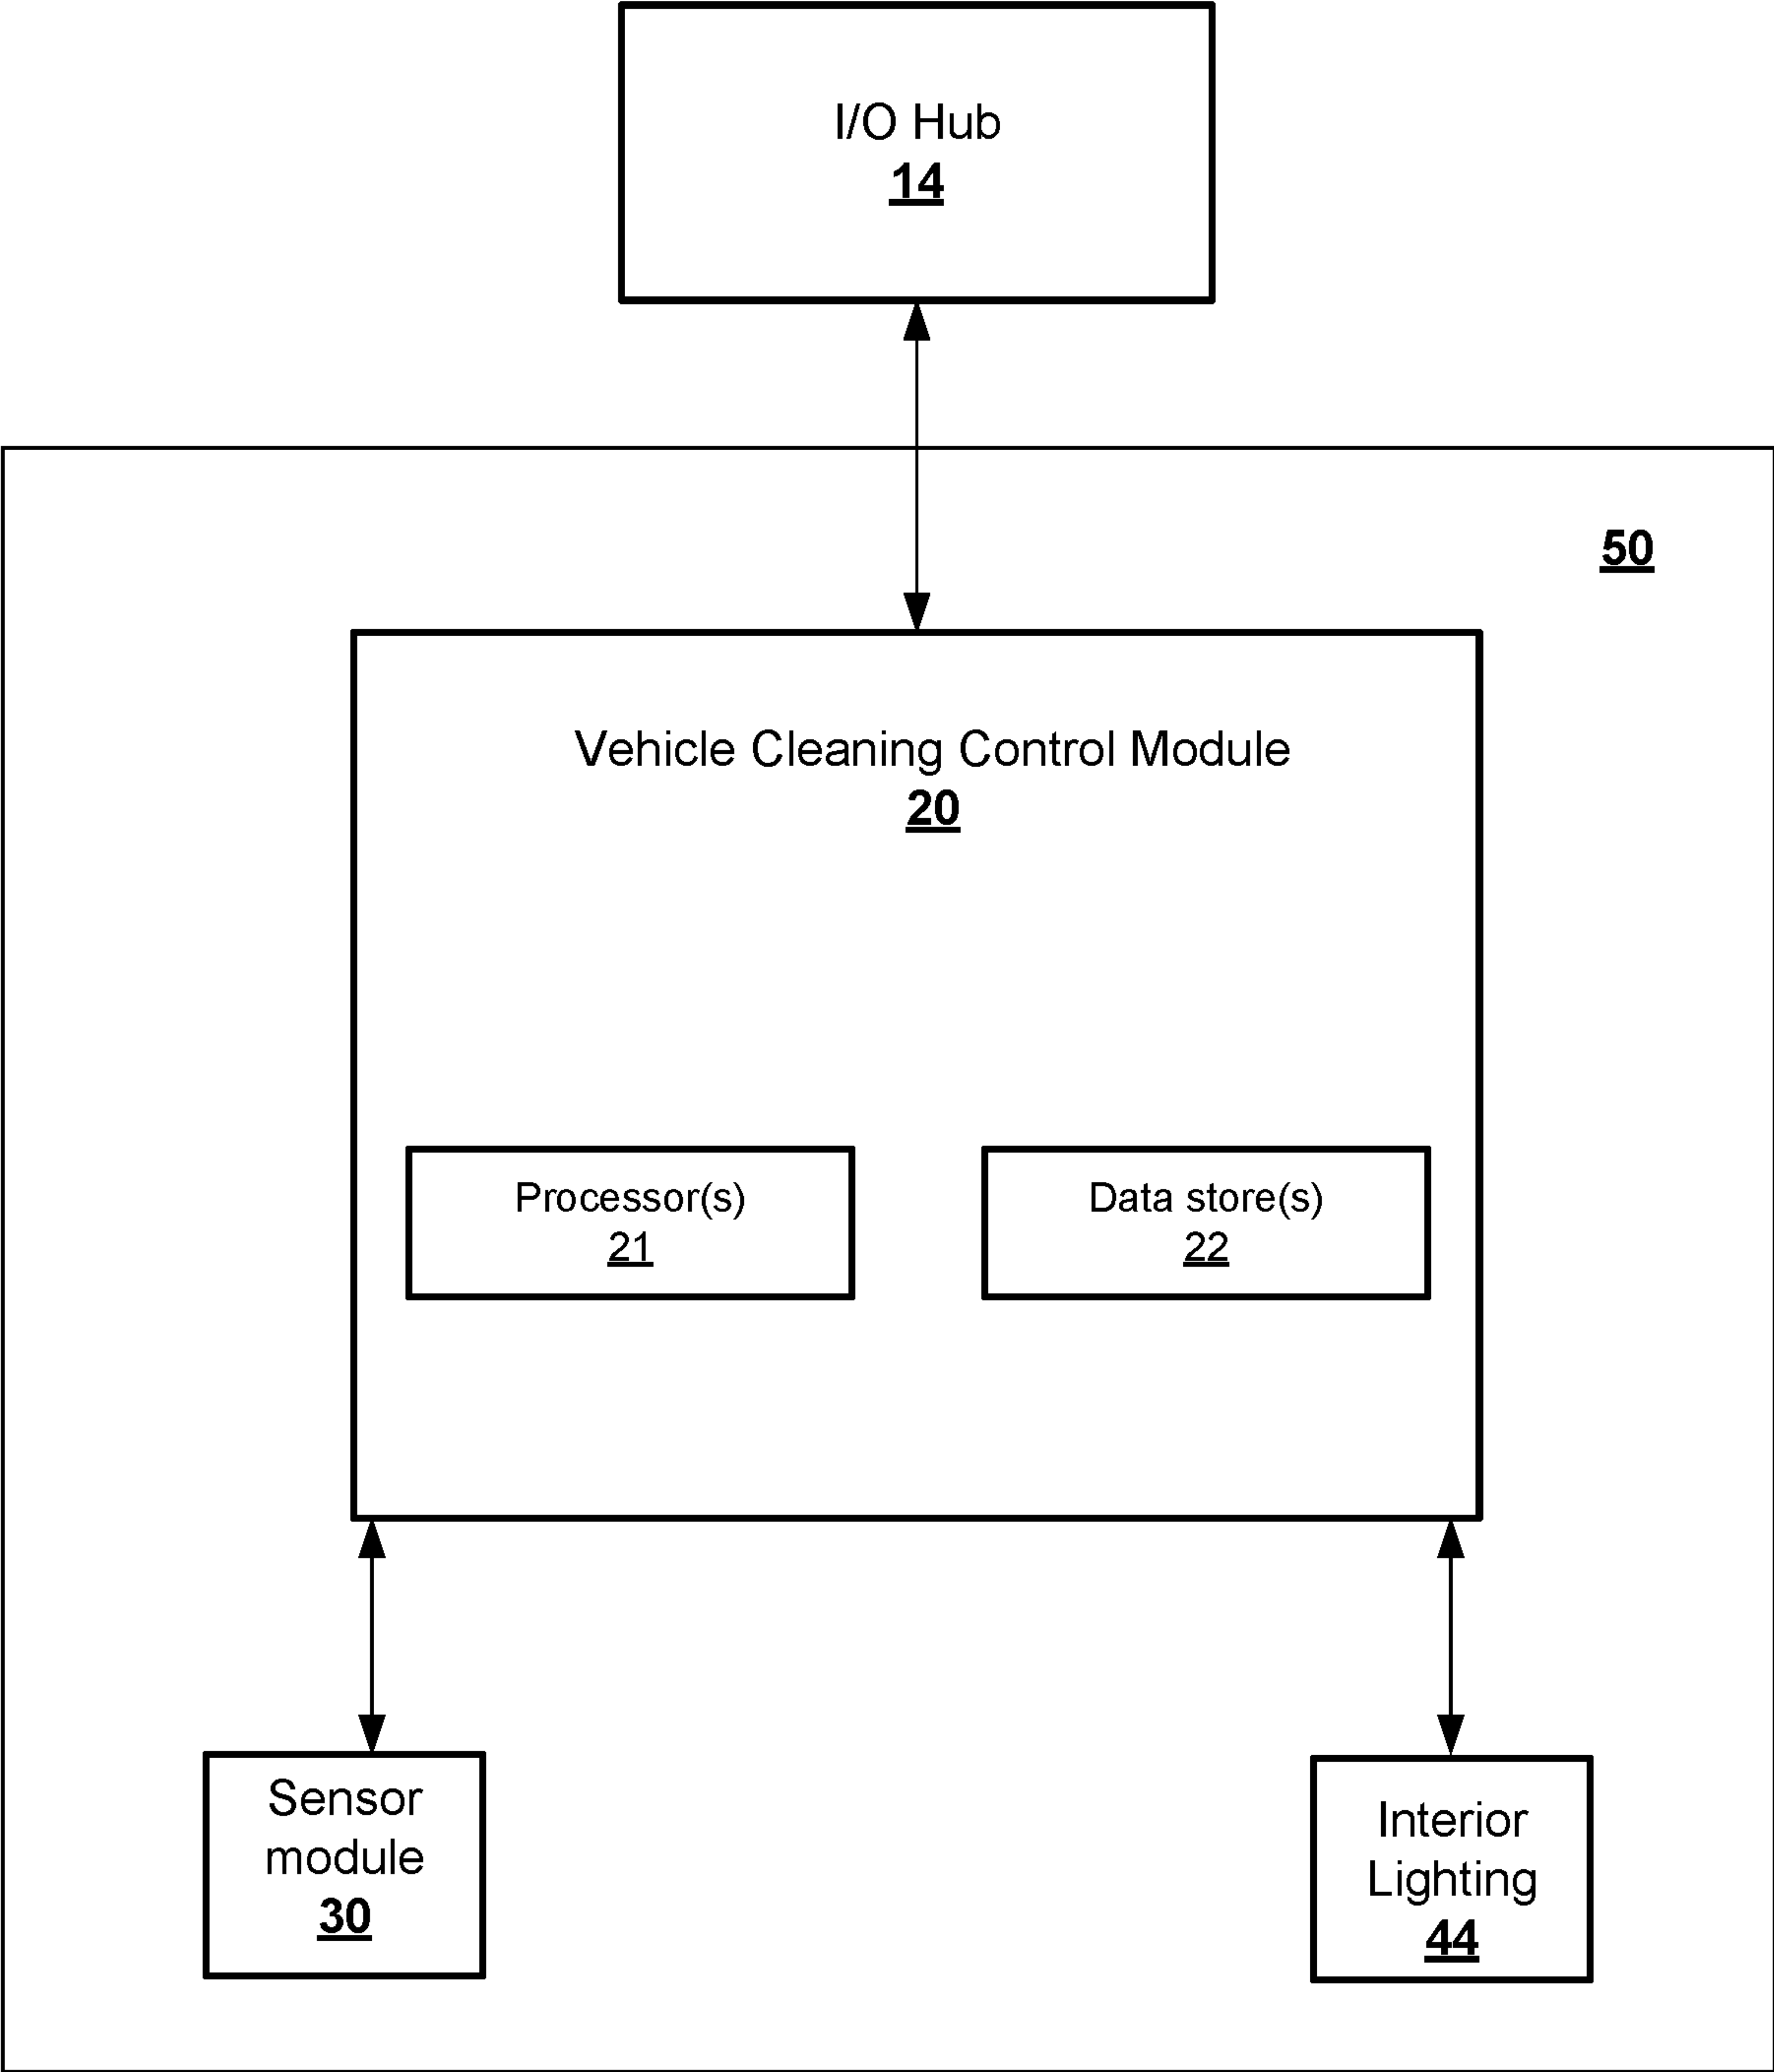 I/O Hub
14
50
Vehicle Cleaning Control Module
20
Processor(s)
21
Data store(s)
22
Sensor
module
30
Interior
Lighting
44